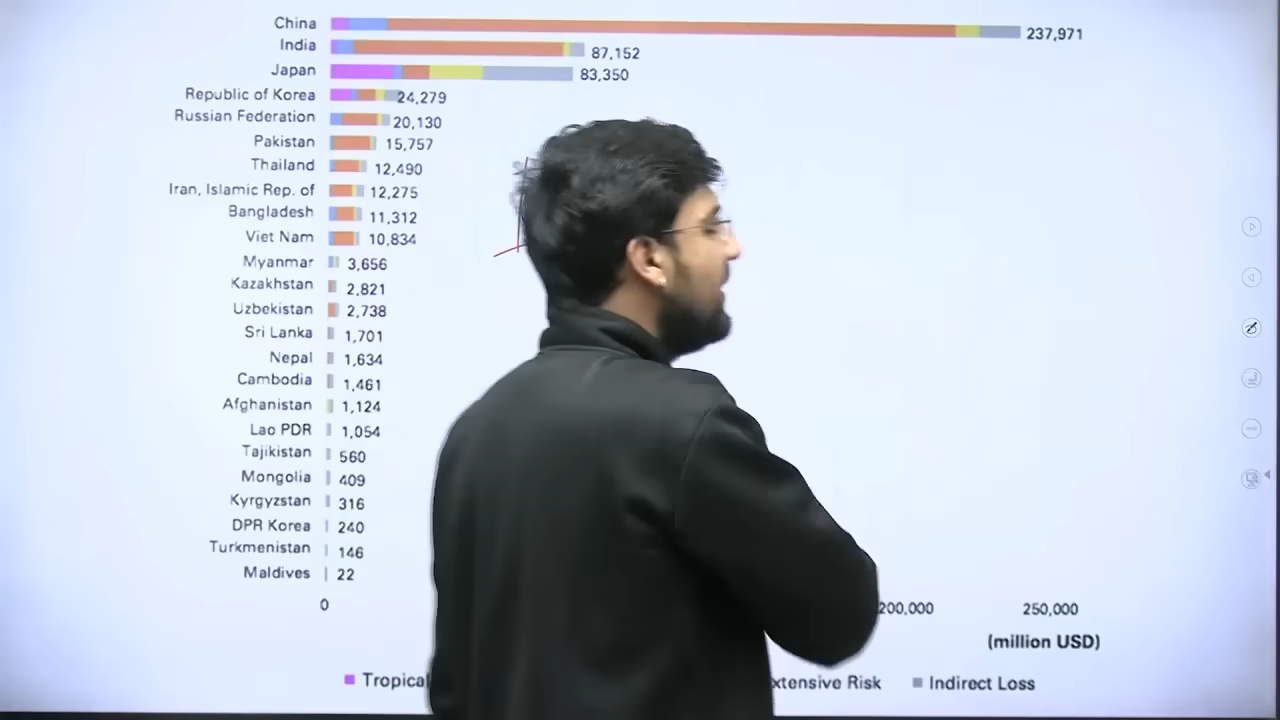 China 237,971
India 87,152
Japan 83,350
Republic of Korea 24,279
Russian Federation 20,130
Pakistan 15,757
Thailand 12,490
Iran, Islamic Rep. of 12,275
Bangladesh 11,312
Viet Nam 10,834
Myanmar 3,656
Kazakhstan 2,821
Uzbekistan 2,738
Sri Lanka 1,701
Nepal 1,634
Cambodia 1,461
Afghanistan 1,124
Lao PDR 1,054
Tajikistan 560
Mongolia 409
Kyrgyzstan 316
DPR Korea 240
Turkmenistan 146
Maldives 22
0 200,000 250,000
(million USD)
Tropical xtensive Risk Indirect Loss